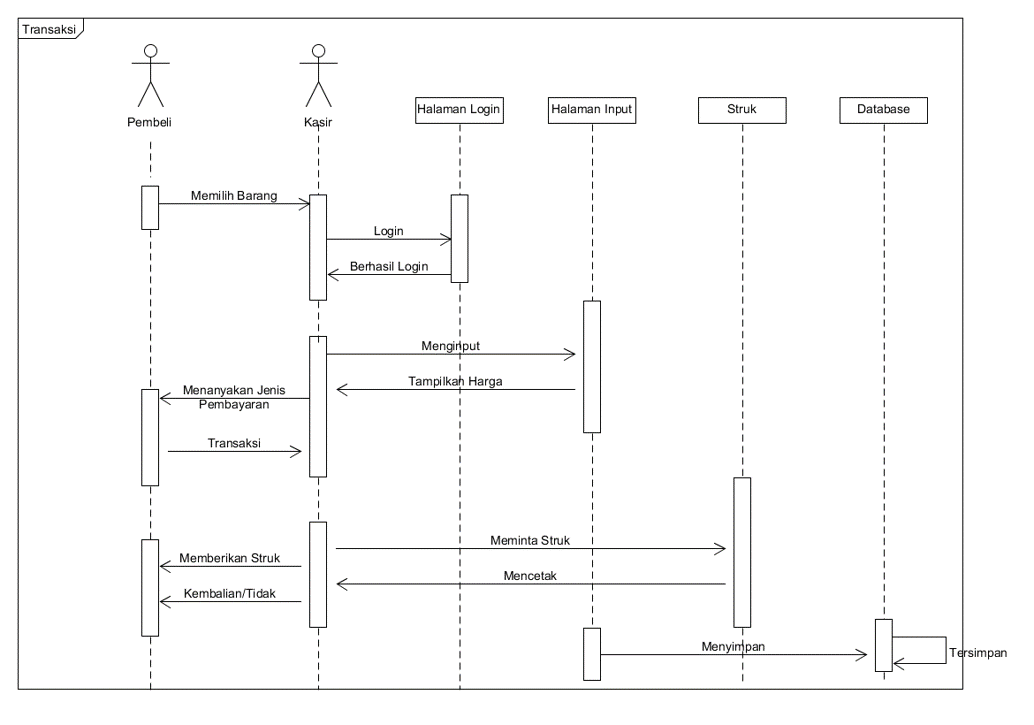 Transaksi
Pembeli
Kasir
Halaman Login
Halaman Input
Struk
Database
Memilih Barang
Login
Berhasil Login
Menginput
Tampilkan Harga
Menanyakan Jenis
Pembayaran
Transaksi
Meminta Struk
Memberikan Struk
Mencetak
Kembalian/Tidak
Menyimpan
Tersimpan